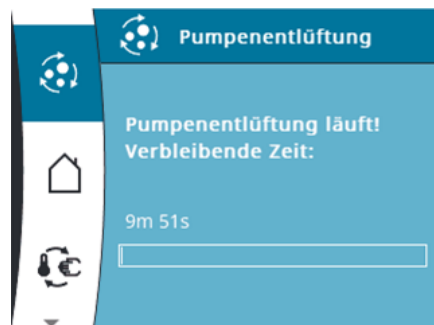 Pumpenentlüftung
Pumpenentlüftung läuft!
Verbleibende Zeit:
9m 51s